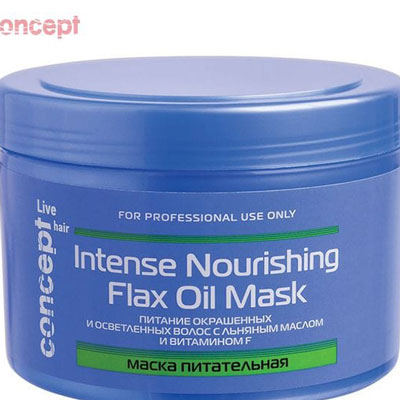 concept
FOR PROFESSIONAL USE ONLY
concept
Live
hair
Intense Nourishing
Flax Oil Mask
ПИТАНИЕ ОКРАШЕННЫХ
И ОСВЕТЛЕННЫХ ВОЛОС С ЛЬНЯНЫМ МАСЛОМ
И ВИТАМИНОМ F
МАСКА ПИТАТЕЛЬНАЯ